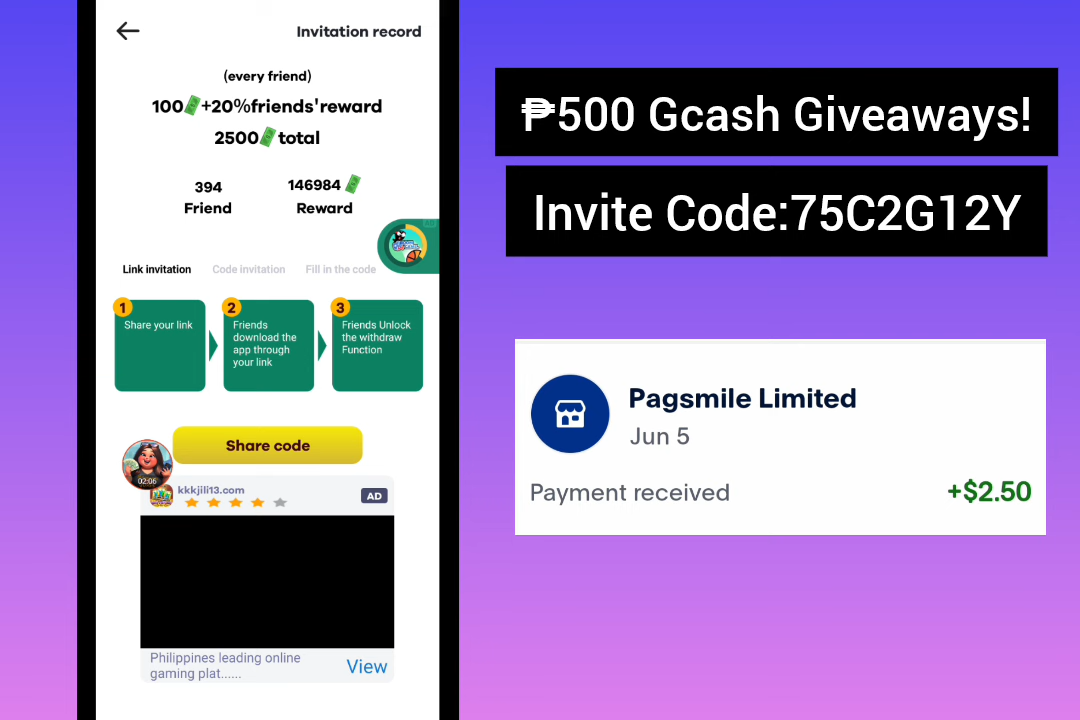 Invitation record
(every friend)
100+20%friends'reward
2500 total
394
Friend
146984
Reward
Link invitation
Code invitation
Fill in the code
1
Share your link
2
Friends
download the
app through
your link
3
Friends Unlock
the withdraw
Function
Share code
02:06
kkkjili13.com
AD
Philippines leading online
gaming plat......
View
₱500 Gcash Giveaways!
Invite Code:75C2G12Y
Pagsmile Limited
Jun 5
Payment received
+$2.50